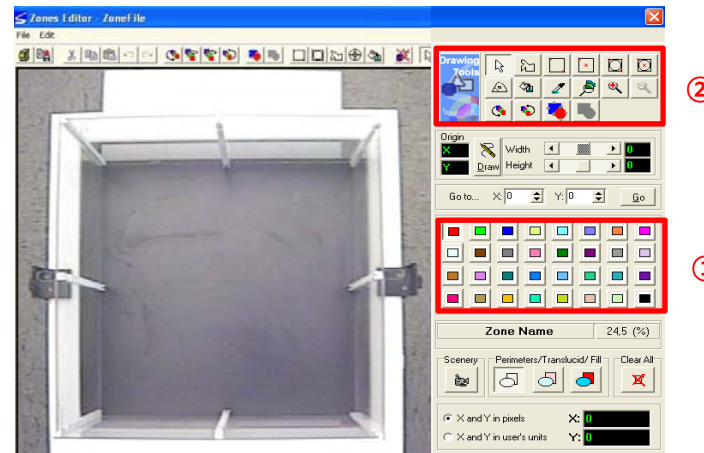 Zones Editor - ZoneFile
File Edit
Drawing Tools
②
Origin
X
Width
0
Y
Draw
Height
0
Go to... X: 0 Y: 0 Go
Zone Name 24,5 (%)
Scenery Perimeters/Translucid/ Fill Clear All
X and Y in pixels X: 0
X and Y in user's units Y: 0